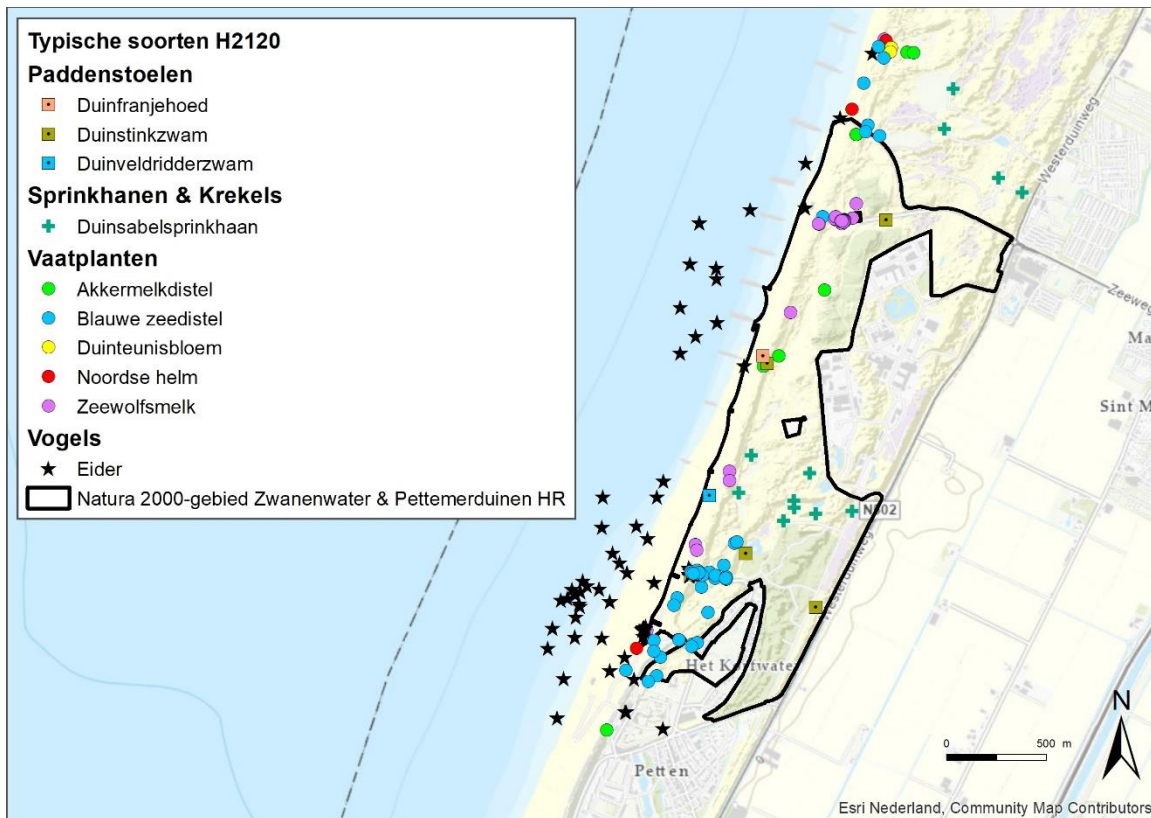 Typische soorten H2120
Paddenstoelen
Duinfranjehoed
Duinstinkzwam
Duinveldridderzwam
Sprinkhanen & Krekels
Duinsabelsprinkhaan
Vaatplanten
Akkermelkdistel
Blauwe zeedistel
Duinteunisbloem
Noordse helm
Zeewolfsmelk
Vogels
Eider
Natura 2000-gebied Zwanenwater & Pettemerduinen HR
Westerduinweg
Zeeweg
Ma
Sint M
N502
Westerduinweg
Het Korfwater
Petten
N
0 500 m
Esri Nederland, Community Map Contributors